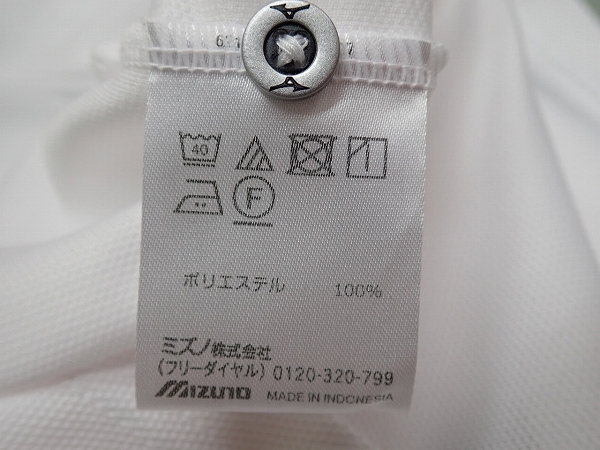 40
F
ポリエステル 100%
ミズノ株式会社
(フリーダイヤル) 0120-320-799
MIZUNO MADE IN INDONESIA